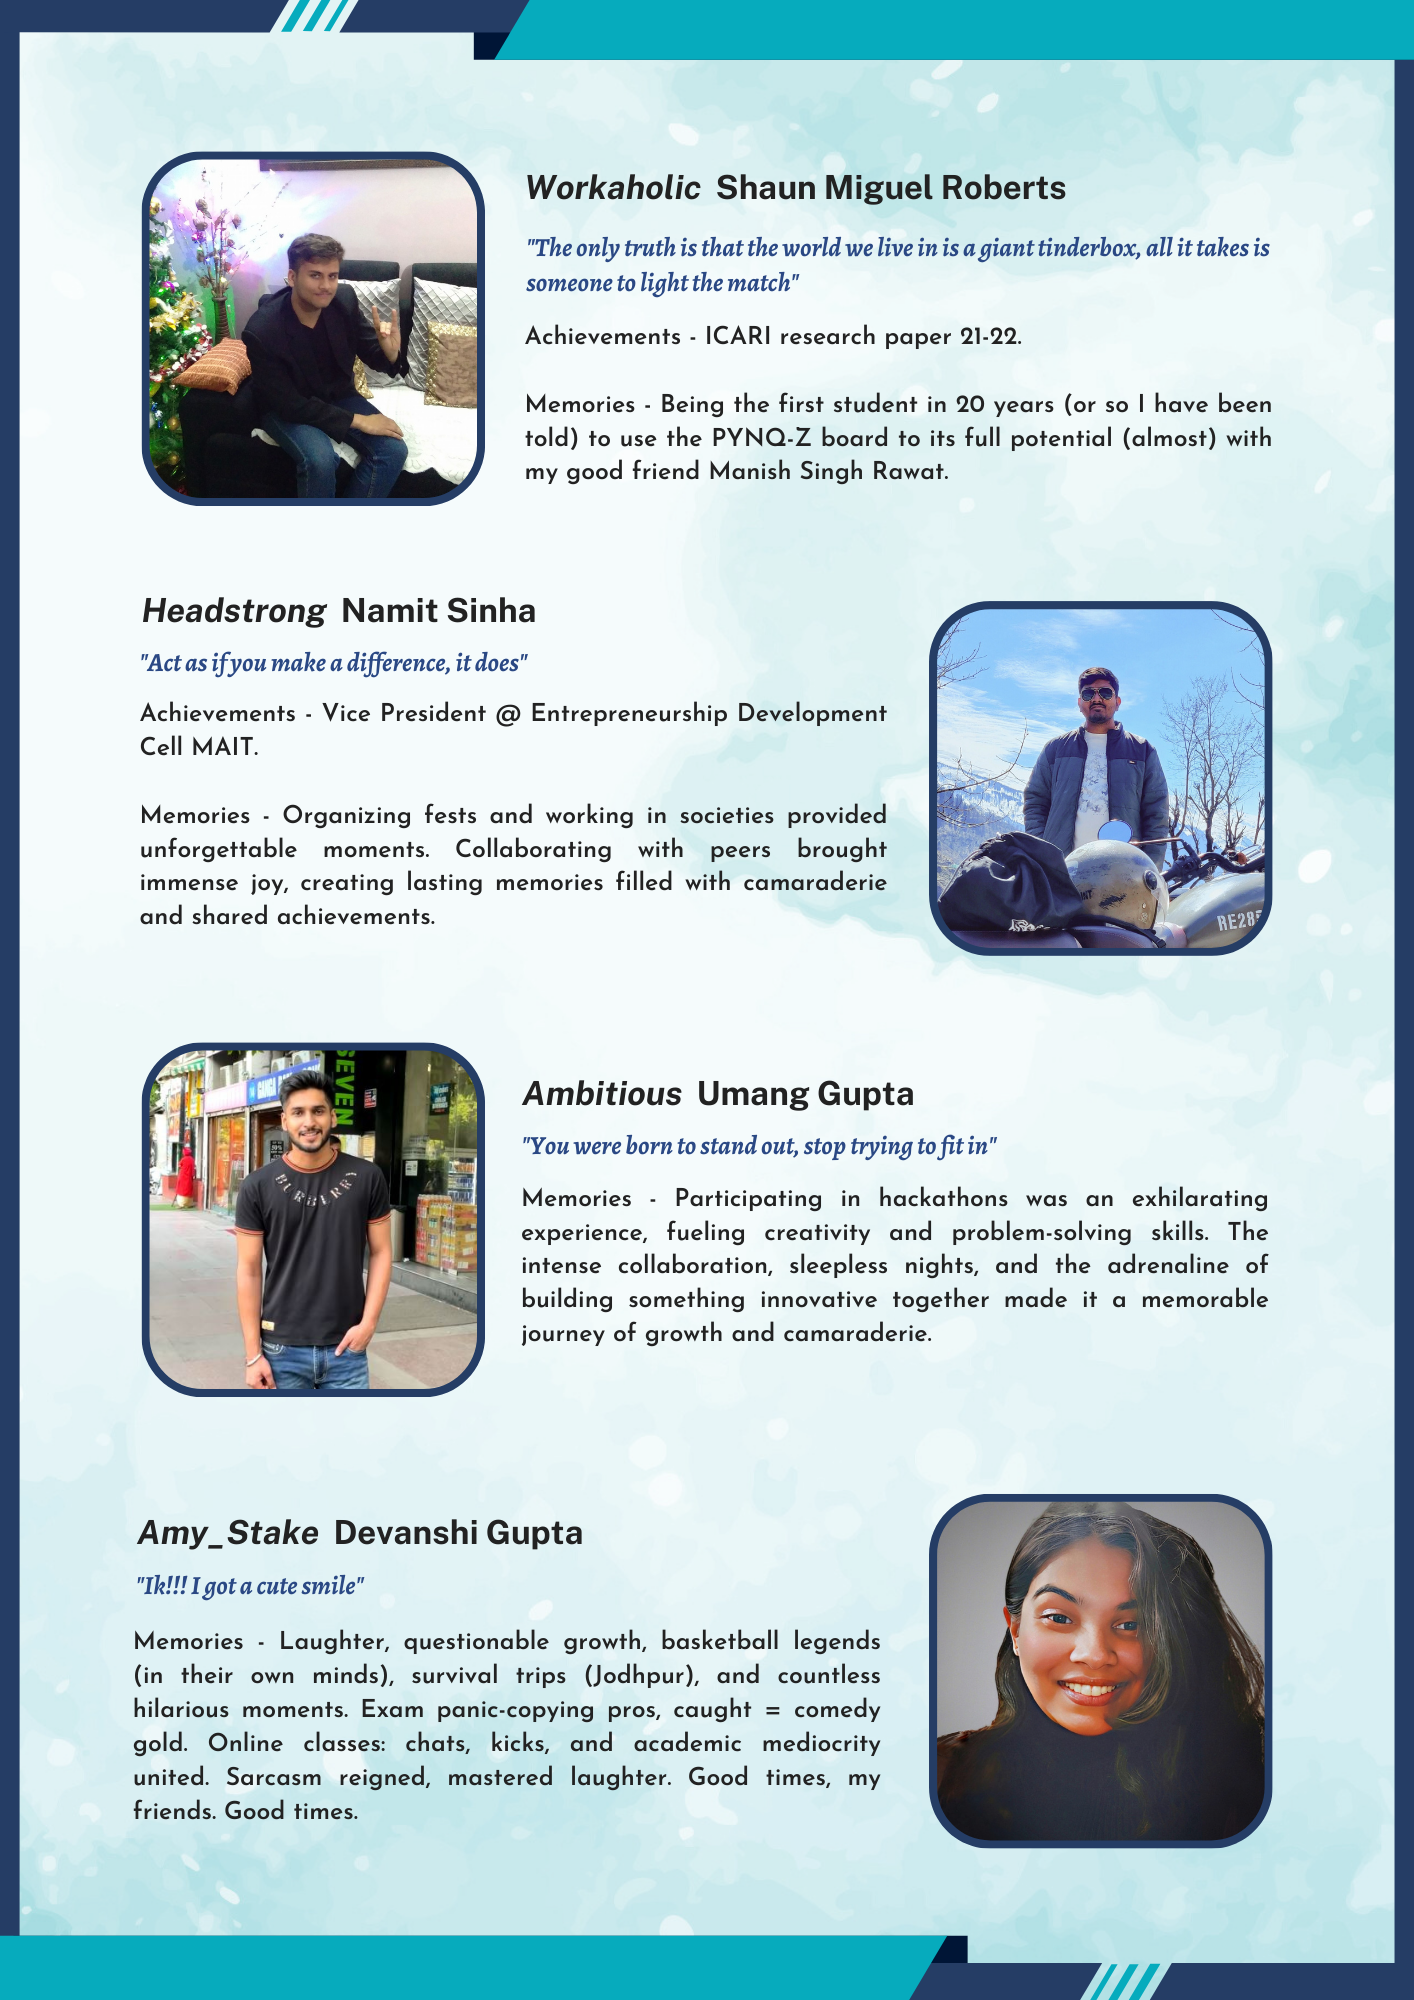 Workaholic Shaun Miguel Roberts
"The only truth is that the world we live in is a giant tinderbox, all it takes is
someone to light the match"
Achievements - ICARI research paper 21-22.
Memories - Being the first student in 20 years (or so I have been
told) to use the PYNQ-Z board to its full potential (almost) with
my good friend Manish Singh Rawat.
Headstrong Namit Sinha
"Act as if you make a difference, it does"
Achievements - Vice President @ Entrepreneurship Development
Cell MAIT.
Memories - Organizing fests and working in societies provided
unforgettable moments. Collaborating with peers brought
immense joy, creating lasting memories filled with camaraderie
and shared achievements.
RE285
SEVEN
BURBERRY
Ambitious Umang Gupta
"You were born to stand out, stop trying to fit in"
Memories - Participating in hackathons was an exhilarating
experience, fueling creativity and problem-solving skills. The
intense collaboration, sleepless nights, and the adrenaline of
building something innovative together made it a memorable
journey of growth and camaraderie.
Amy_Stake Devanshi Gupta
"Ik!!! I got a cute smile"
Memories - Laughter, questionable growth, basketball legends
(in their own minds), survival trips (Jodhpur), and countless
hilarious moments. Exam panic-copying pros, caught = comedy
gold. Online classes: chats, kicks, and academic mediocrity
united. Sarcasm reigned, mastered laughter. Good times, my
friends. Good times.